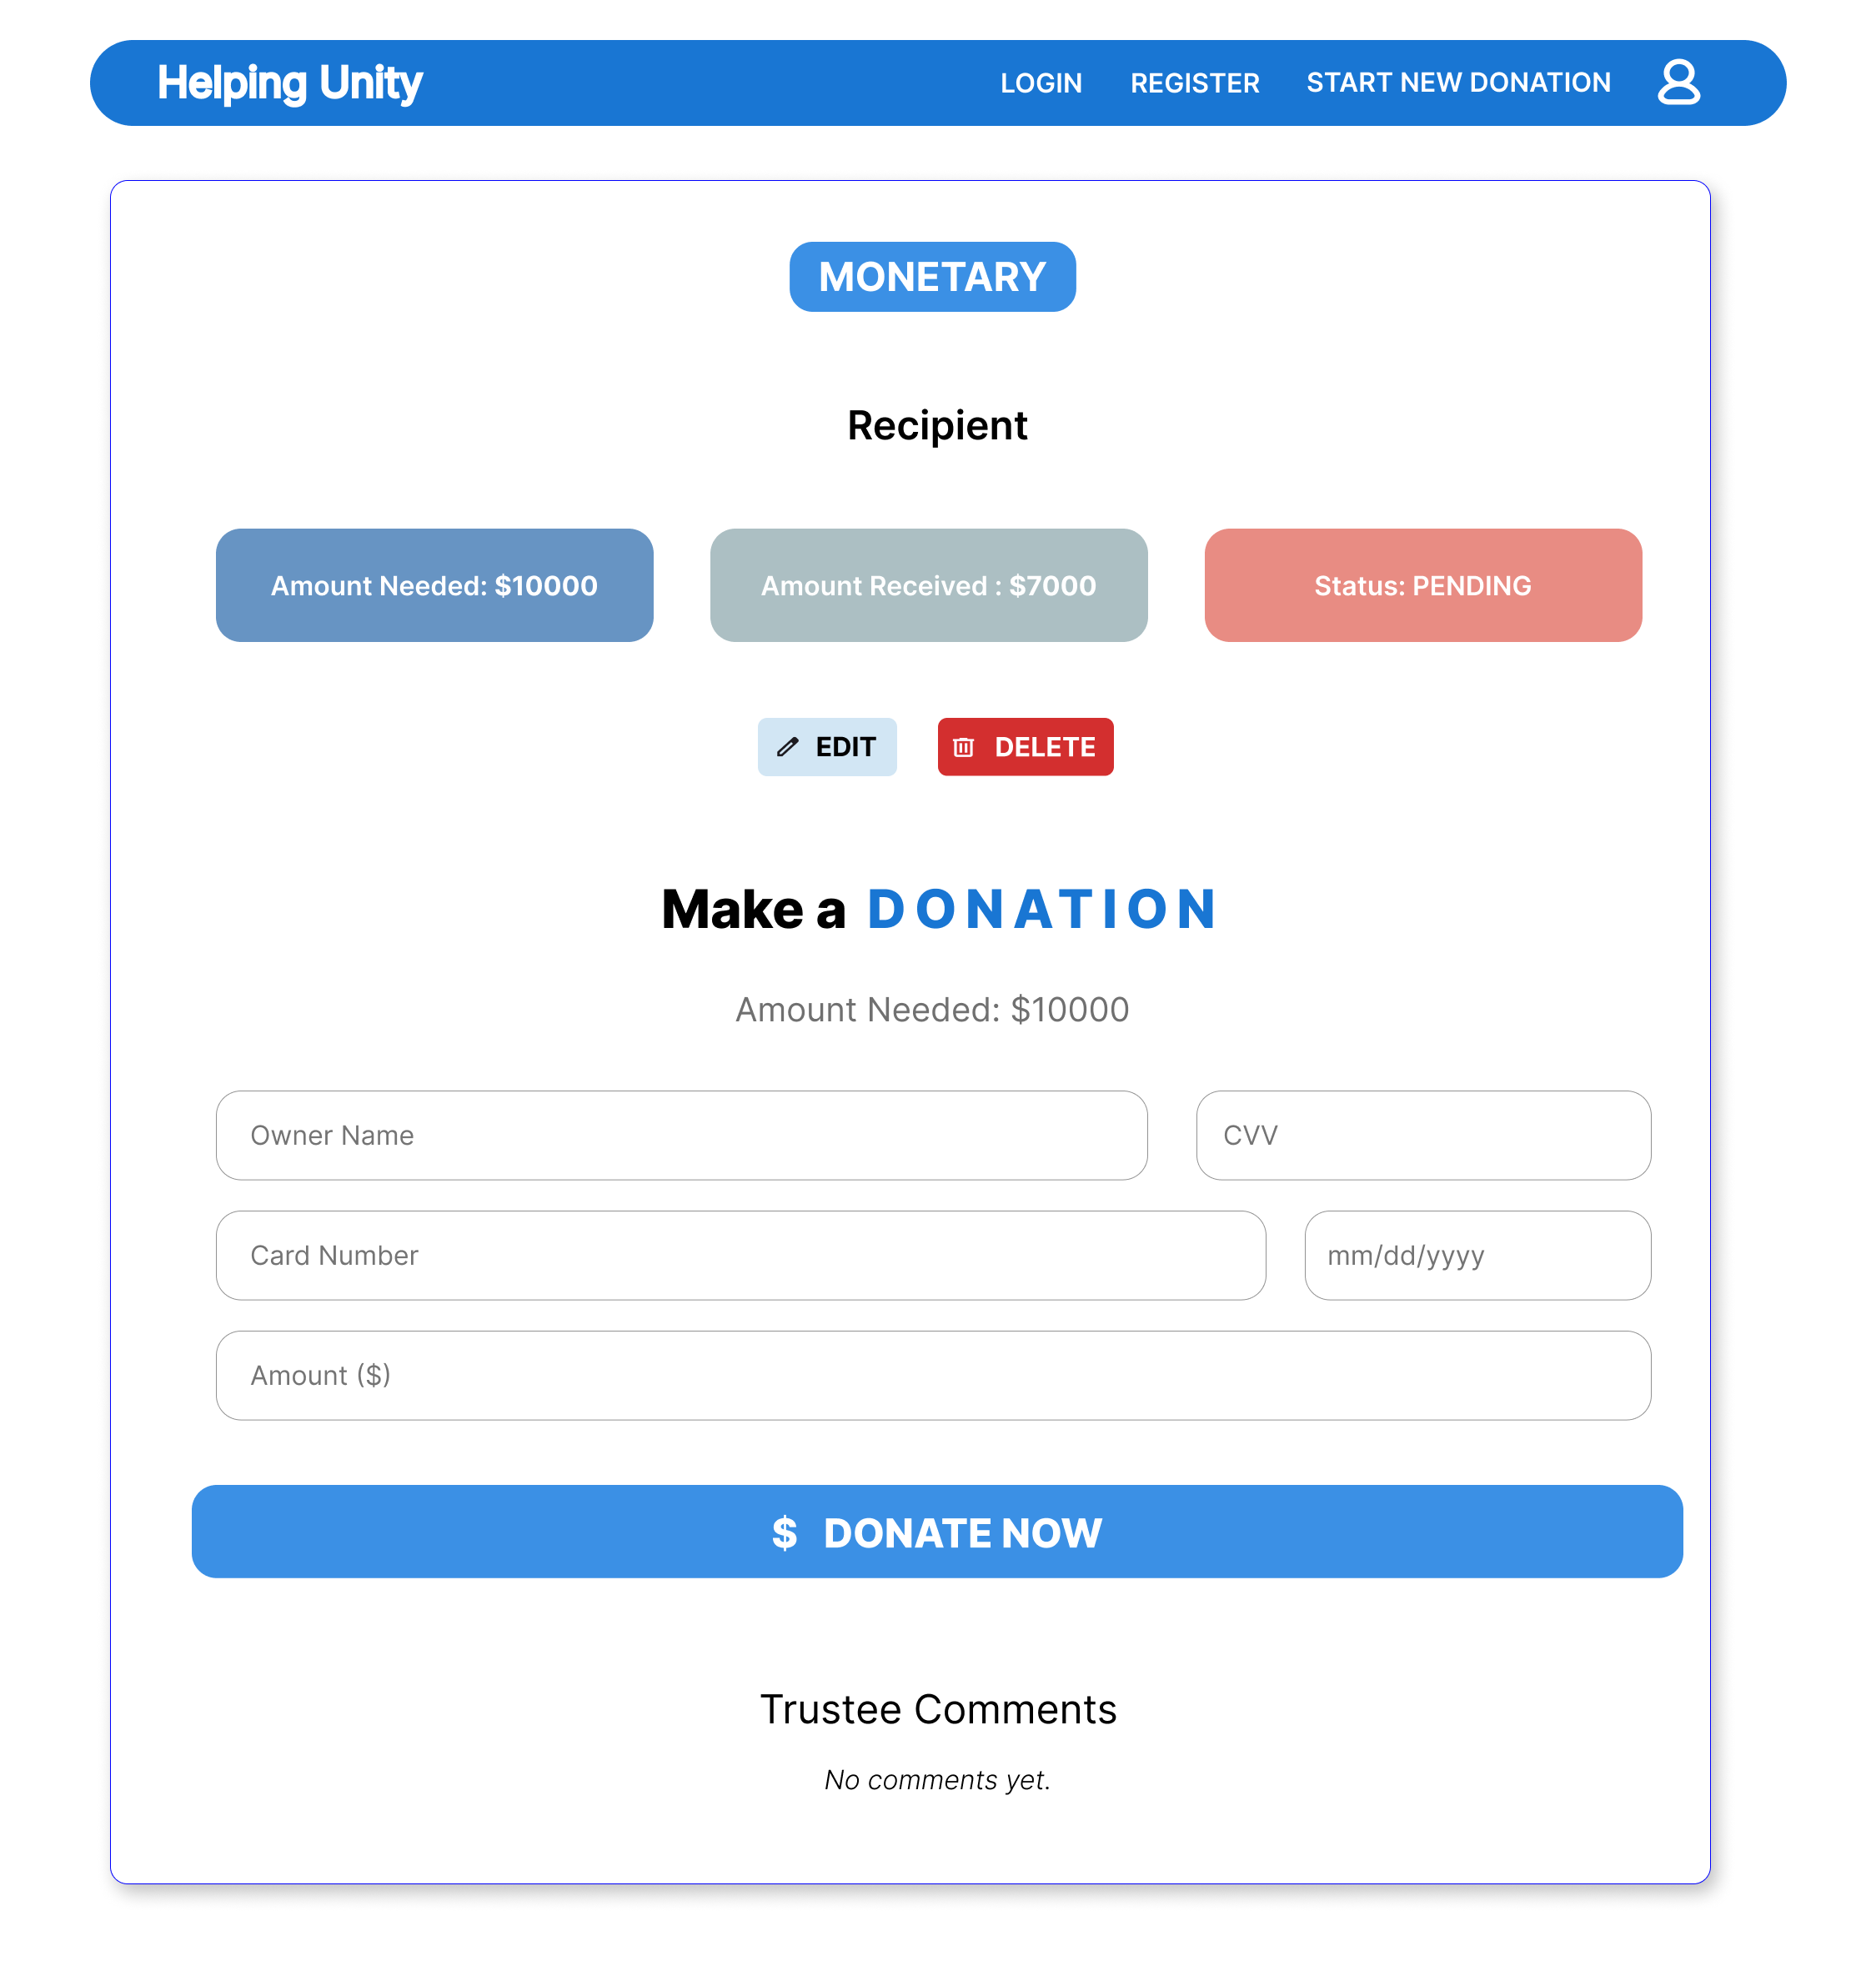 Helping Unity
LOGIN REGISTER START NEW DONATION
MONETARY
Recipient
Amount Needed: $10000
Amount Received : $7000
Status: PENDING
EDIT
DELETE
Make a DONATION
Amount Needed: $10000
Owner Name
CVV
Card Number
mm/dd/yyyy
Amount ($)
$ DONATE NOW
Trustee Comments
No comments yet.